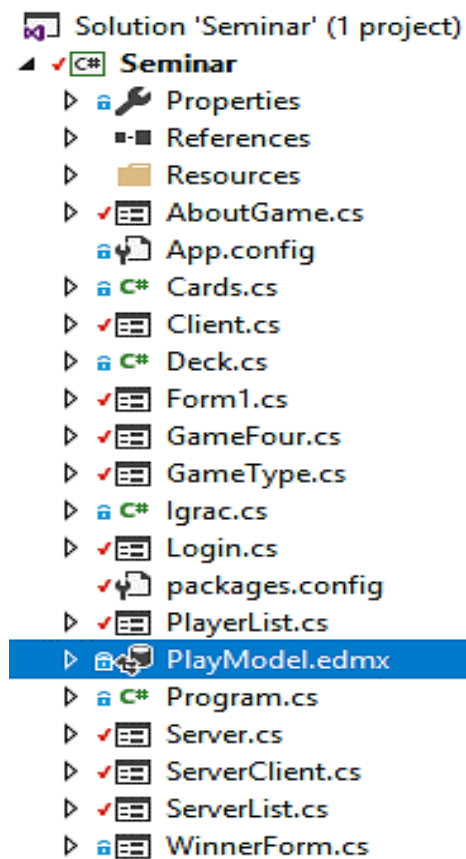 Solution 'Seminar' (1 project)
C# Seminar
Properties
References
Resources
AboutGame.cs
App.config
C# Cards.cs
Client.cs
C# Deck.cs
Form1.cs
GameFour.cs
GameType.cs
C# Igrac.cs
Login.cs
packages.config
PlayerList.cs
PlayModel.edmx
C# Program.cs
Server.cs
ServerClient.cs
ServerList.cs
WinnerForm.cs